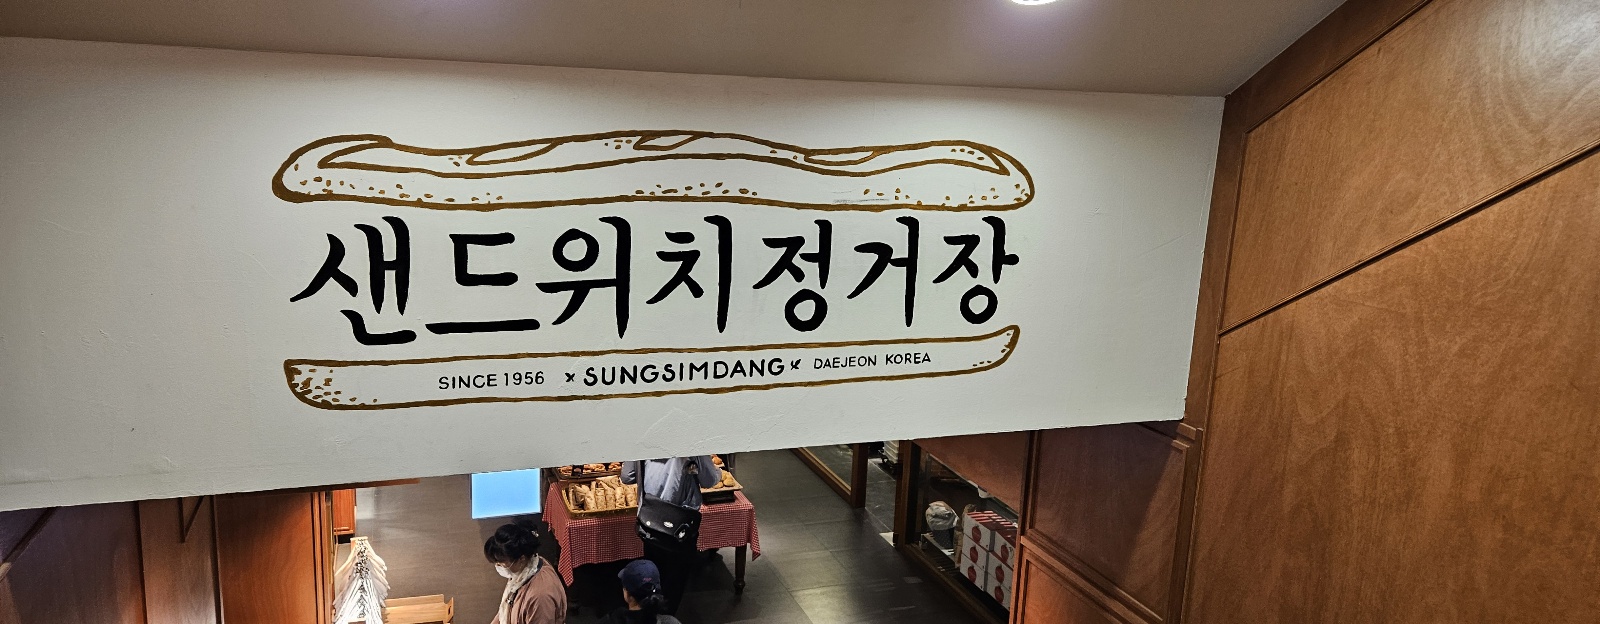 샌드위치정거장
SINCE 1956 × SUNGSIMDANG × DAEJEON KOREA